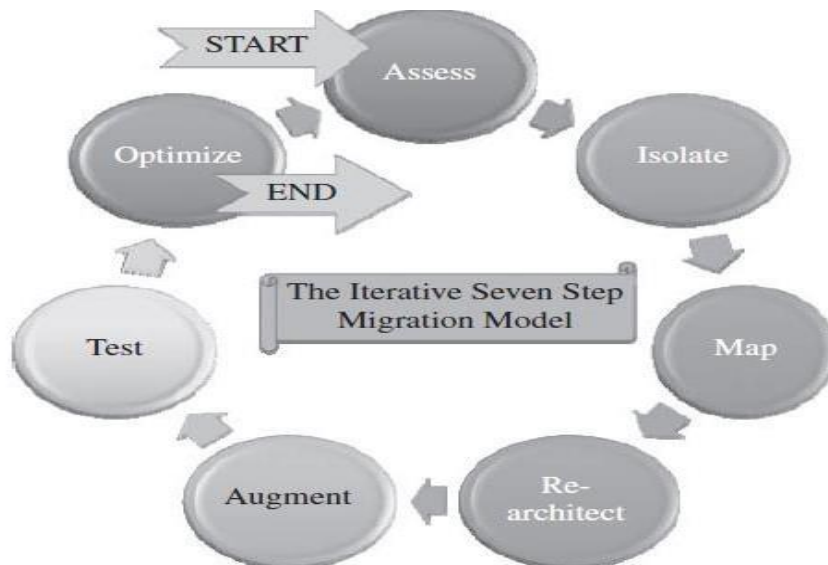 START
Assess
Optimize
Isolate
END
The Iterative Seven Step
Migration Model
Test
Map
Augment
Re-
architect